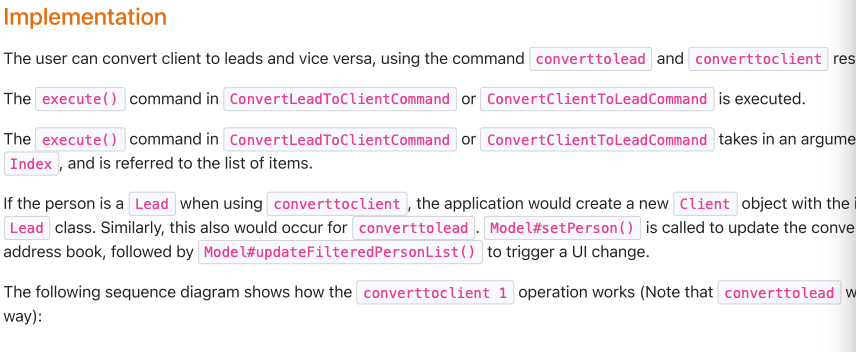 Implementation
The user can convert client to leads and vice versa, using the command converttolead and converttoclient res
The execute() command in ConvertLeadToClientCommand or ConvertClientToLeadCommand is executed.
The execute() command in ConvertLeadToClientCommand or ConvertClientToLeadCommand takes in an argume
Index , and is referred to the list of items.
If the person is a Lead when using converttoclient , the application would create a new Client object with the i
Lead class. Similarly, this also would occur for converttolead . Model#setPerson() is called to update the conve
address book, followed by Model#updateFilteredPersonList() to trigger a UI change.
The following sequence diagram shows how the converttoclient 1 operation works (Note that converttolead w
way):